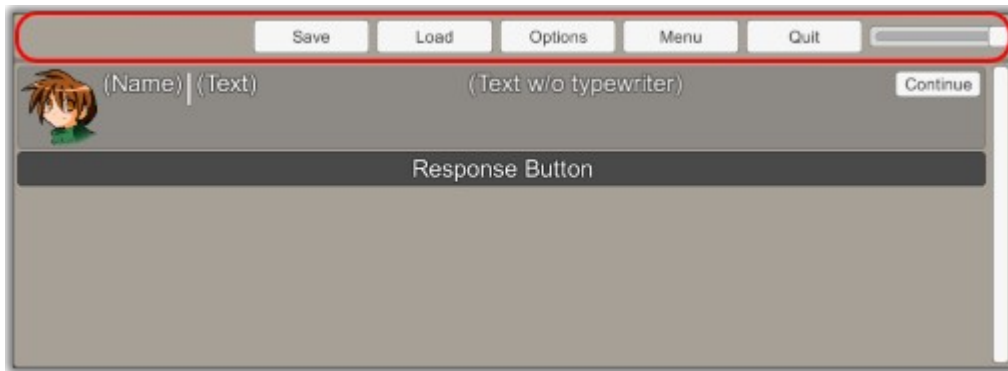 Save Load Options Menu Quit
(Name) (Text) (Text w/o typewriter) Continue
Response Button